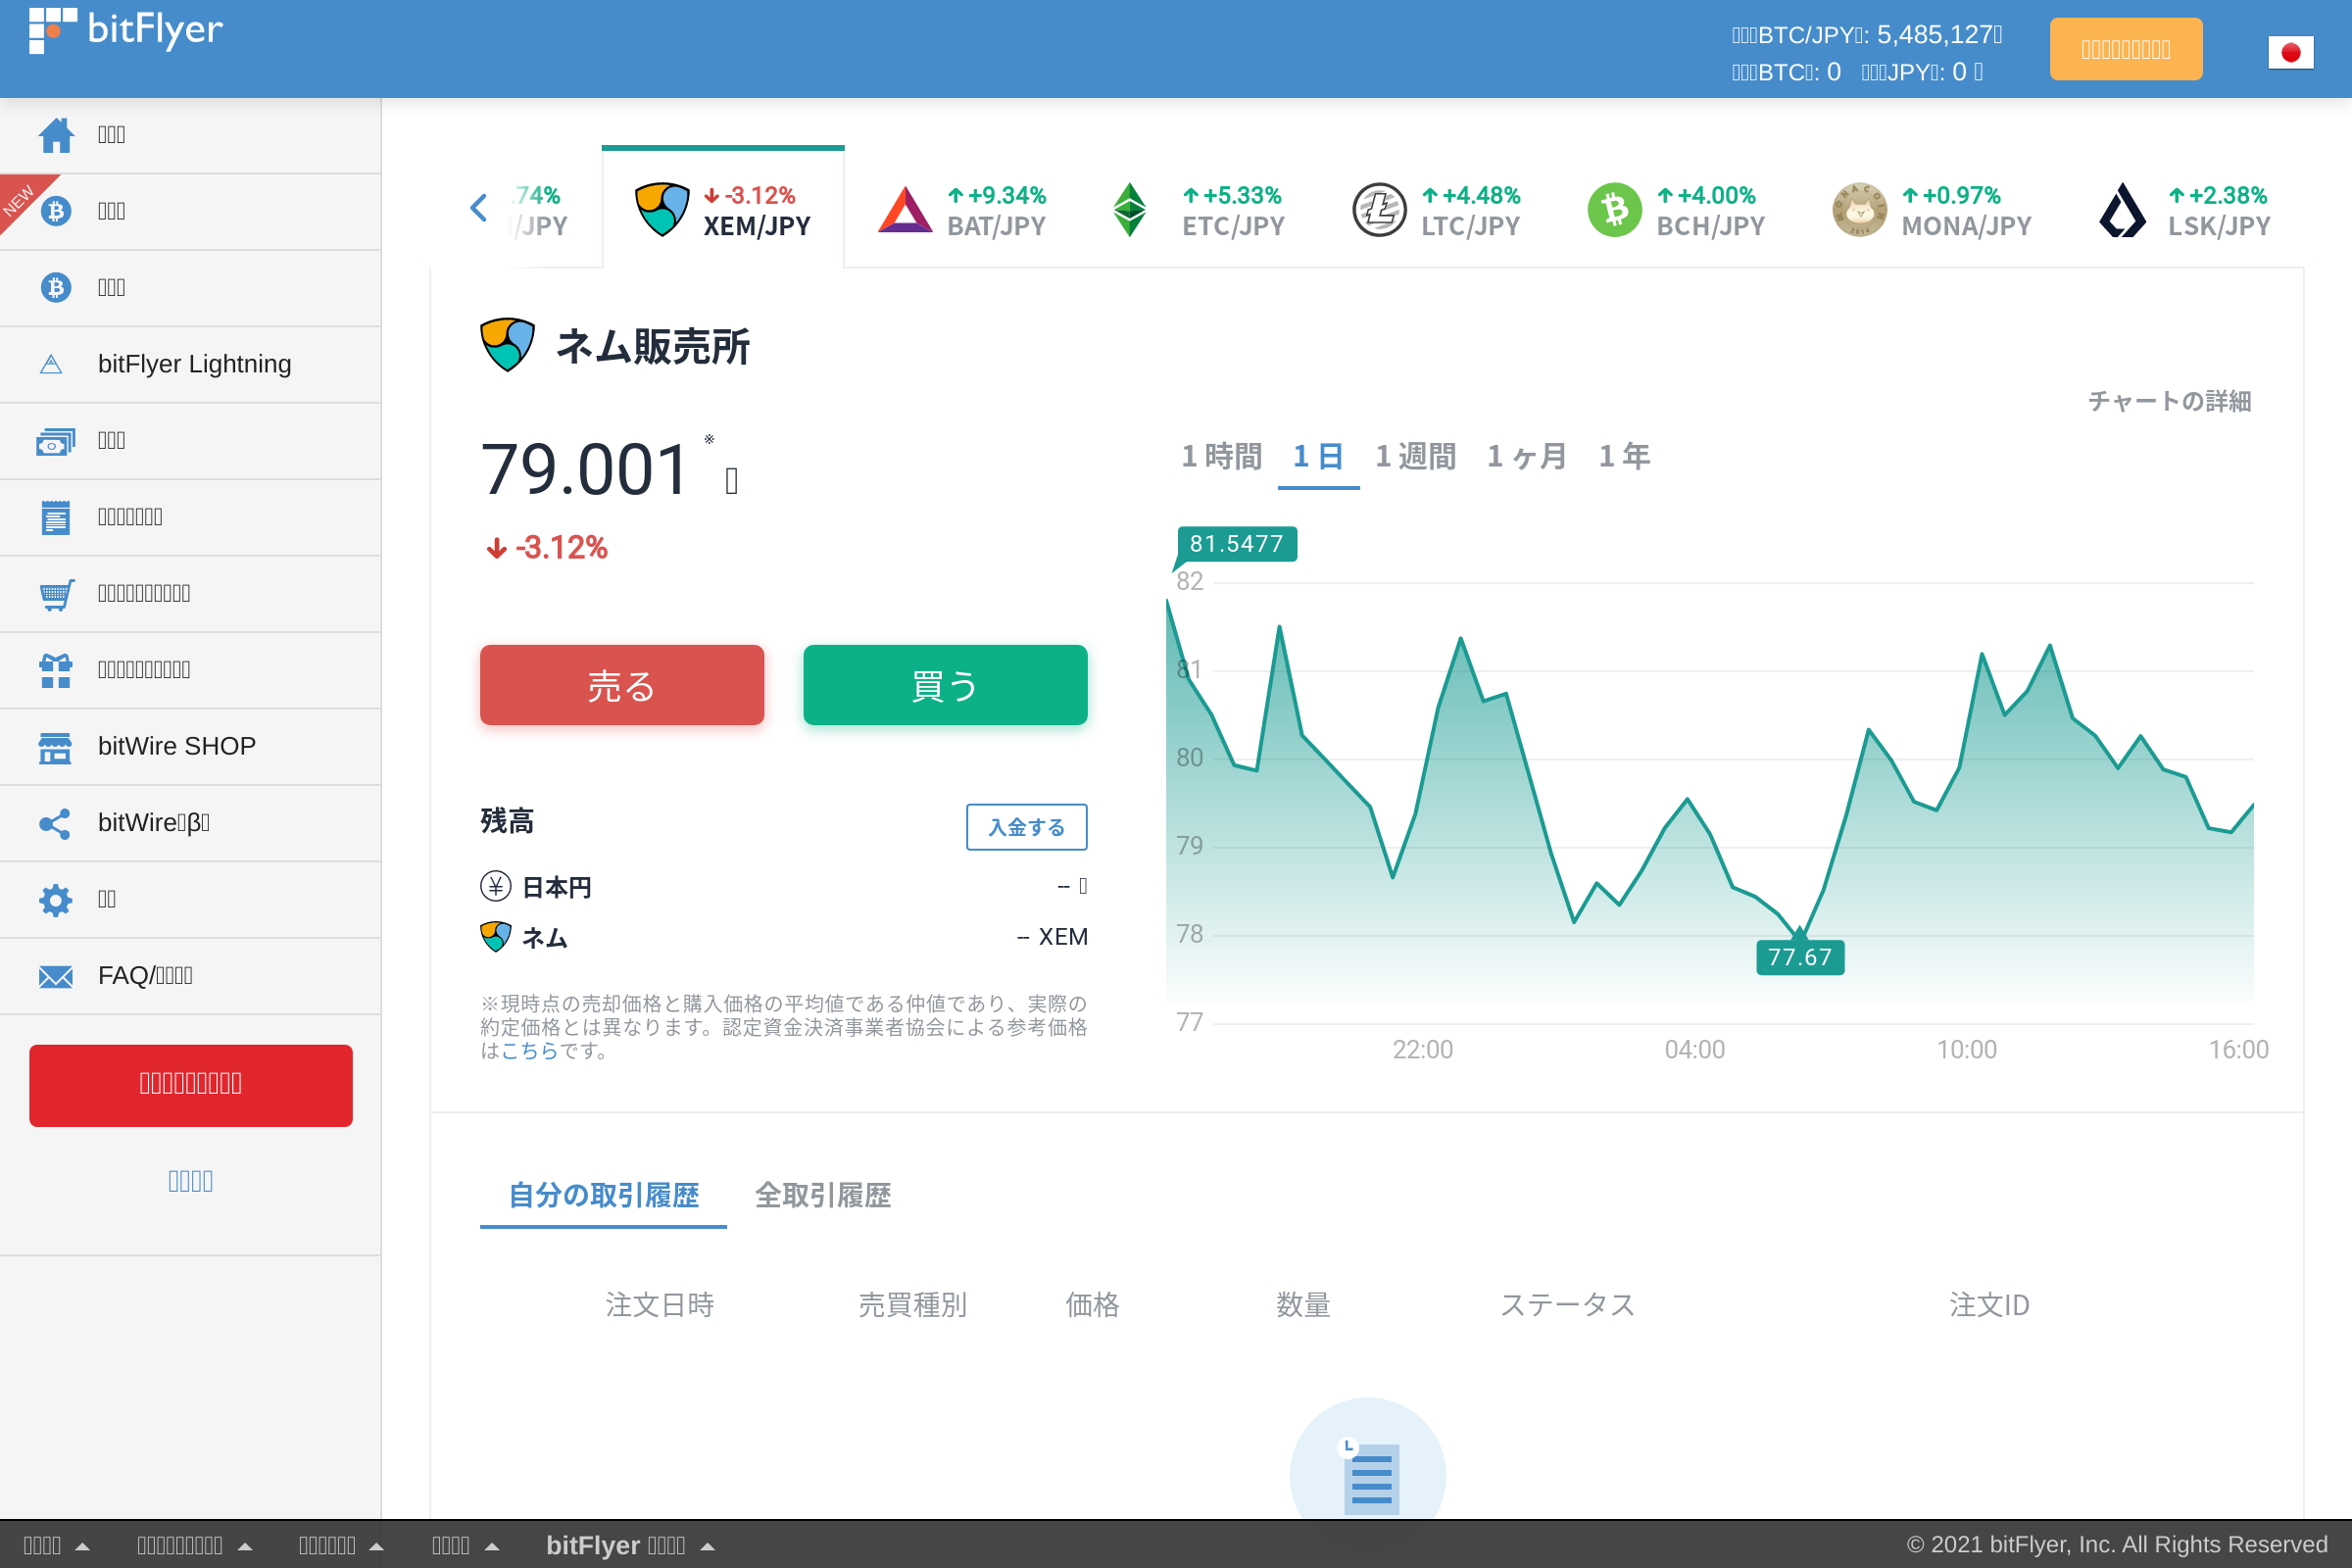 bitFlyer
BTC/JPY: 5,485,127
BTC: 0 JPY: 0
NEW
bitFlyer Lightning
bitWire SHOP
bitWire β
FAQ/
.74%
/JPY
-3.12%
XEM/JPY
+9.34%
BAT/JPY
+5.33%
ETC/JPY
+4.48%
LTC/JPY
+4.00%
BCH/JPY
+0.97%
MONA/JPY
+2.38%
LSK/JPY
ネム販売所
チャートの詳細
79.001 ※
-3.12%
1 時間 1 日 1 週間 1 ヶ月 1 年
売る
買う
残高
入金する
日本円 --
ネム -- XEM
※現時点の売却価格と購入価格の平均値である仲値であり、実際の
約定価格とは異なります。認定資金決済事業者協会による参考価格
はこちらです。
81.5477
82
81
80
79
78
77.67
77
22:00 04:00 10:00 16:00
自分の取引履歴 全取引履歴
注文日時 売買種別 価格 数量 ステータス 注文ID
bitFlyer
© 2021 bitFlyer, Inc. All Rights Reserved